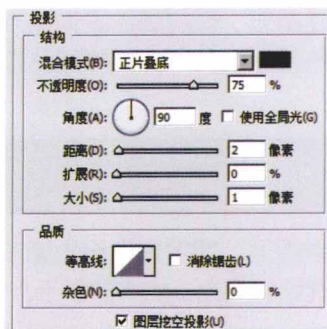 投影
结构
混合模式(B): 正片叠底
不透明度(O): 75 %
角度(A): 90 度 使用全局光(G)
距离(D): 2 像素
扩展(R): 0 %
大小(S): 1 像素
品质
等高线: 消除锯齿(L)
杂色(N): 0 %
图层挖空投影(U)